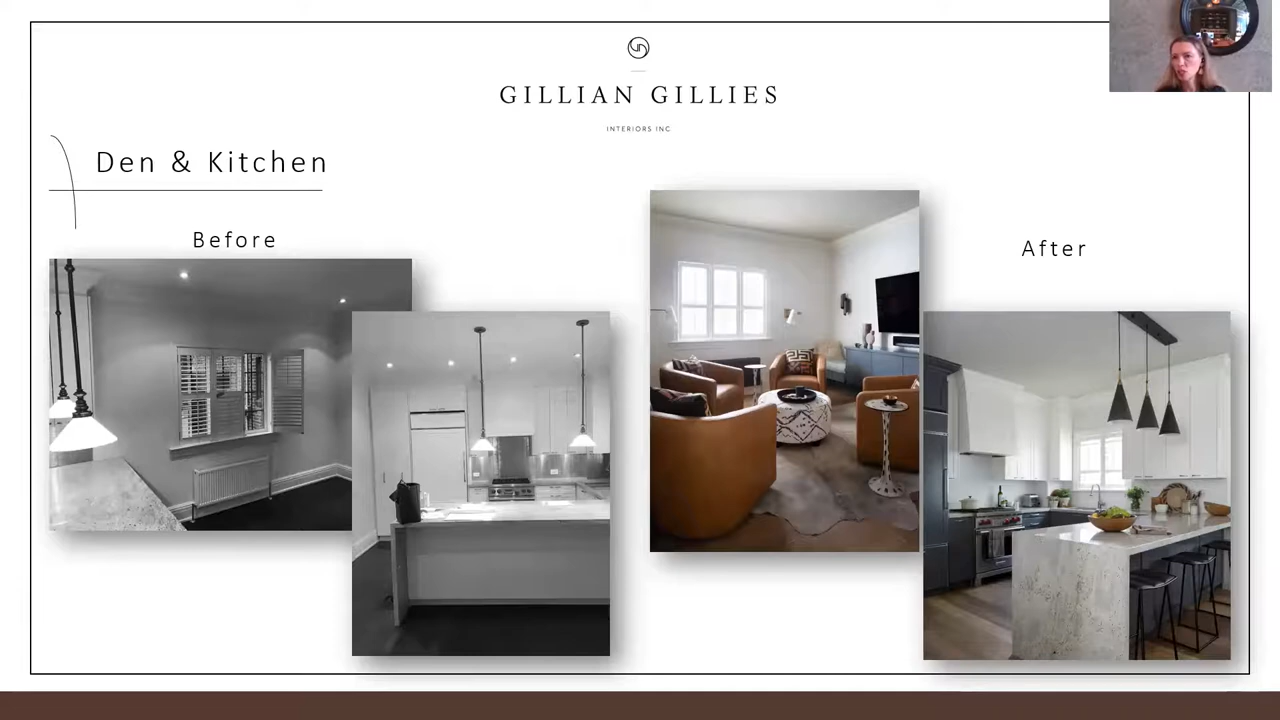 GILLIAN GILLIES
INTERIORS INC
Den & Kitchen
Before
After